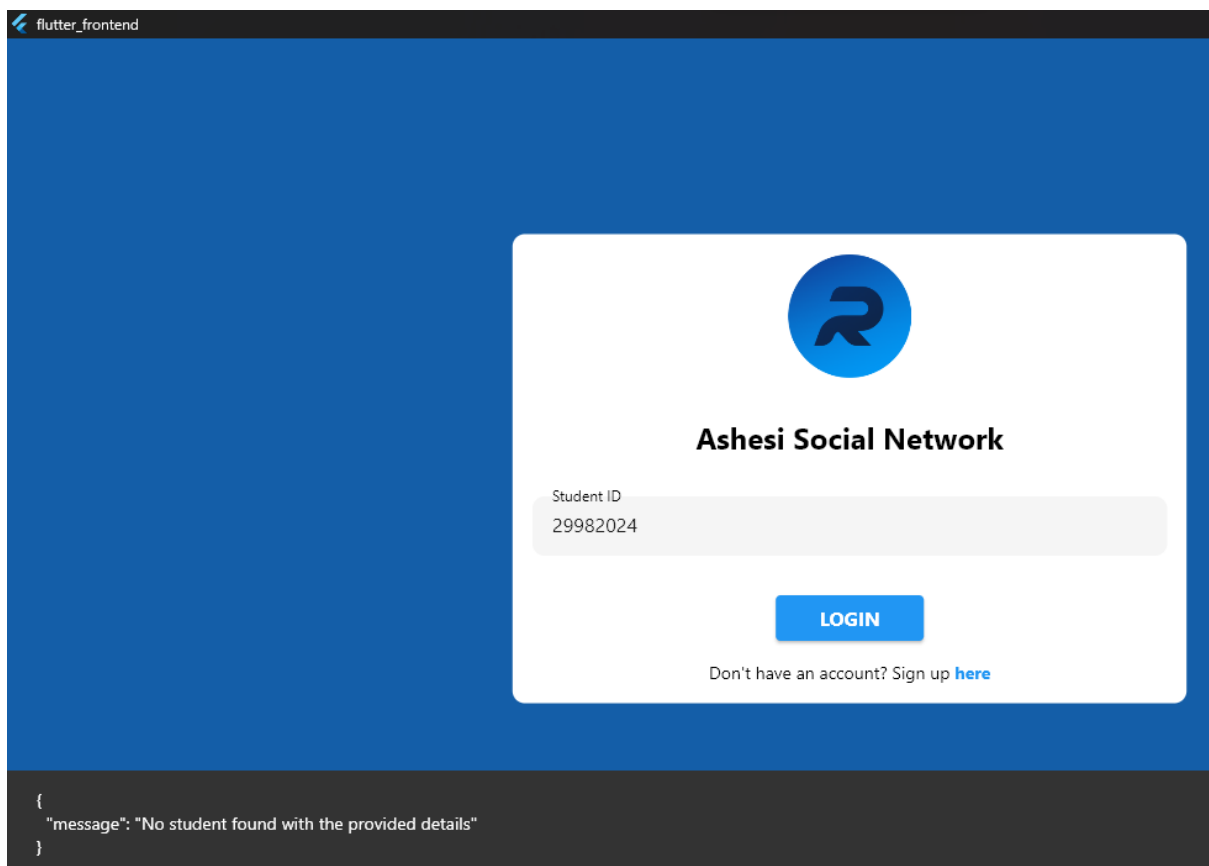 flutter_frontend
Ashesi Social Network
Student ID
29982024
LOGIN
Don't have an account? Sign up here
{
"message": "No student found with the provided details"
}